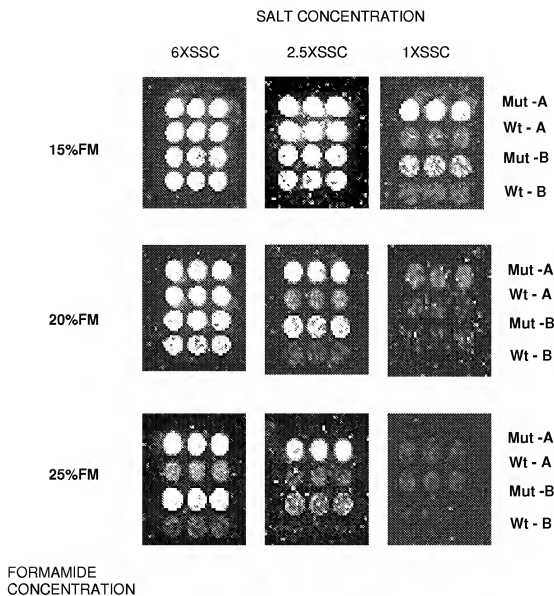 SALT CONCENTRATION
6XSSC 2.5XSSC 1XSSC
15%FM
Mut -A
Wt - A
Mut -B
Wt - B
20%FM
Mut -A
Wt - A
Mut -B
Wt - B
25%FM
Mut -A
Wt - A
Mut -B
Wt - B
FORMAMIDE
CONCENTRATION